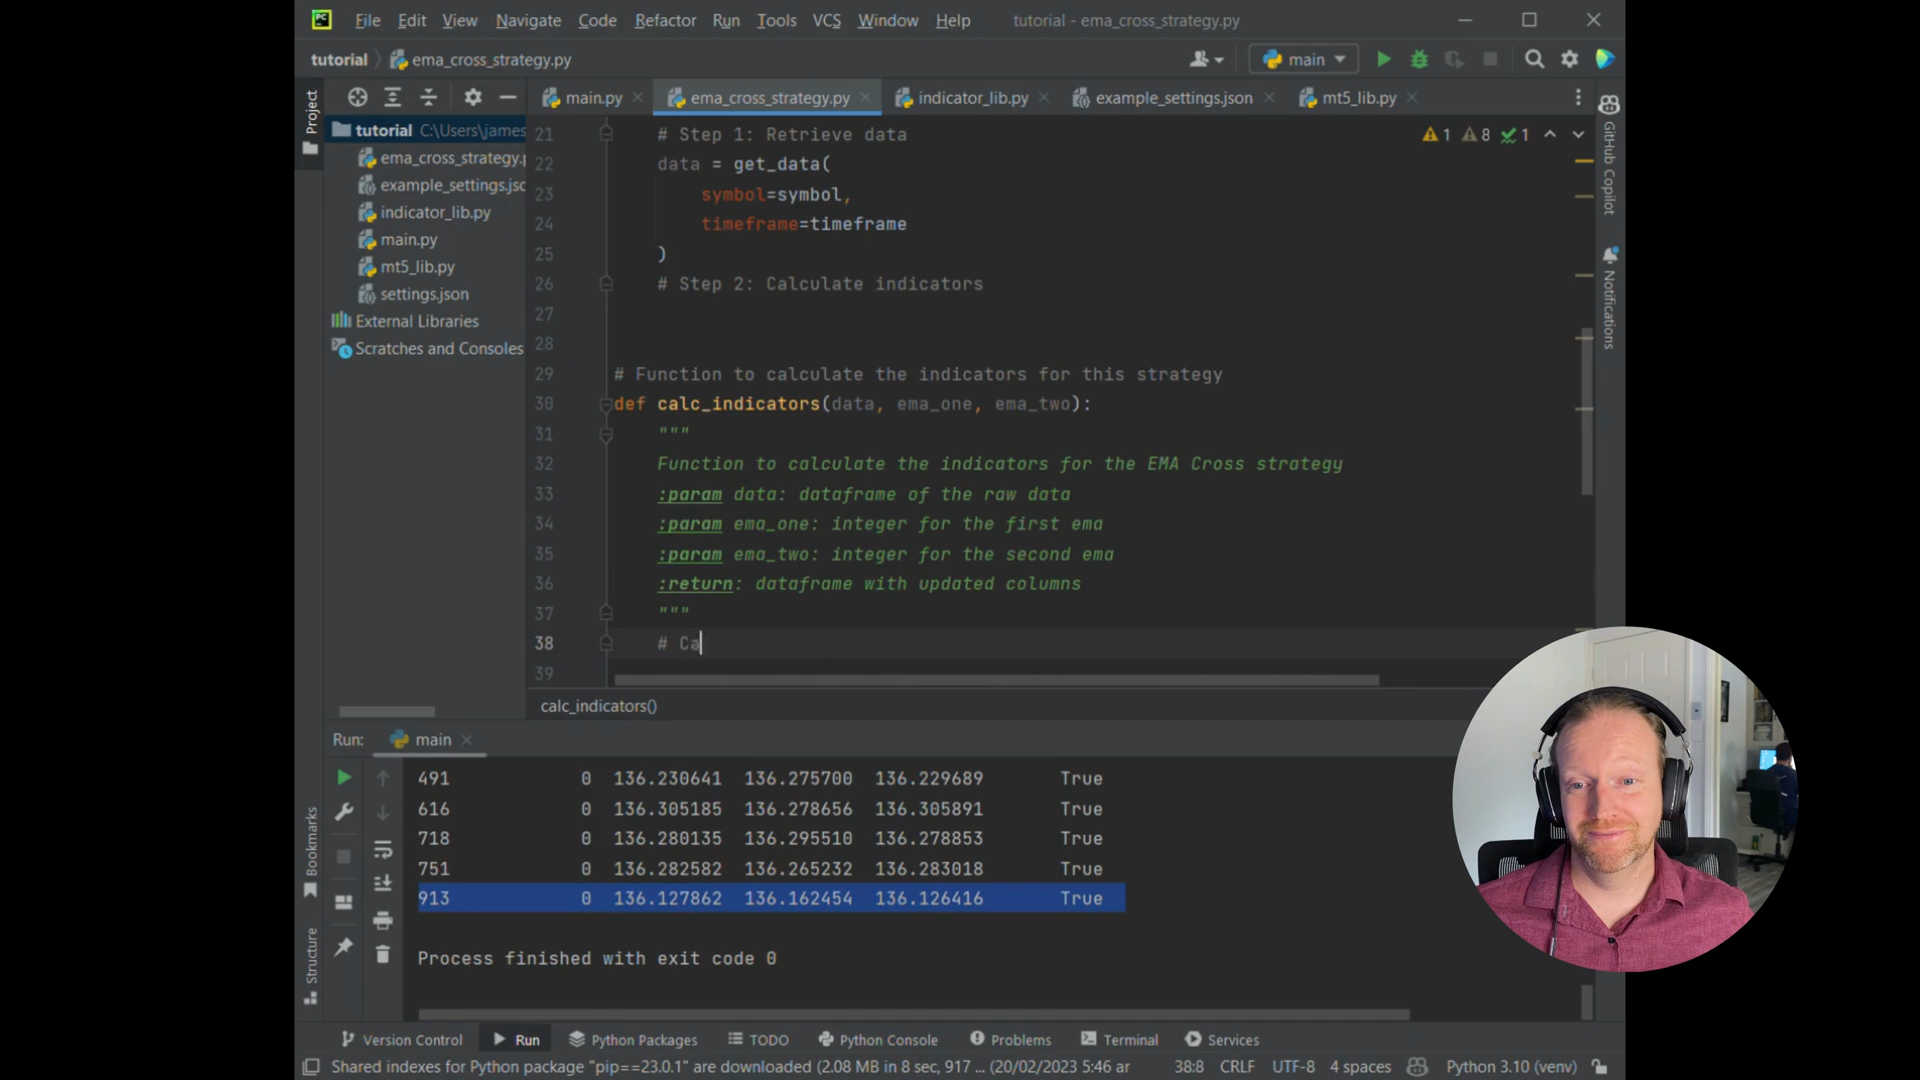 PC File Edit View Navigate Code Refactor Run Tools VCS Window Help tutorial - ema_cross_strategy.py
tutorial ema_cross_strategy.py main
Project
main.py ema_cross_strategy.py indicator_lib.py example_settings.json mt5_lib.py
tutorial C:\Users\james
ema_cross_strategy.p
example_settings.jsc
indicator_lib.py
main.py
mt5_lib.py
settings.json
External Libraries
Scratches and Consoles
1 8 1
21 # Step 1: Retrieve data
22 data = get_data(
23 symbol=symbol,
24 timeframe=timeframe
25 )
26 # Step 2: Calculate indicators
27
28
29 # Function to calculate the indicators for this strategy
30 def calc_indicators(data, ema_one, ema_two):
31 """
32 Function to calculate the indicators for the EMA Cross strategy
33 :param data: dataframe of the raw data
34 :param ema_one: integer for the first ema
35 :param ema_two: integer for the second ema
36 :return: dataframe with updated columns
37 """
38 # Ca
39
calc_indicators()
GitHub Copilot
Notifications
Run: main
491 0 136.230641 136.275700 136.229689 True
616 0 136.305185 136.278656 136.305891 True
718 0 136.280135 136.295510 136.278853 True
751 0 136.282582 136.265232 136.283018 True
913 0 136.127862 136.162454 136.126416 True
Process finished with exit code 0
Bookmarks
Structure
Version Control Run Python Packages TODO Python Console Problems Terminal Services
Shared indexes for Python package "pip==23.0.1" are downloaded (2.08 MB in 8 sec, 917 ... (20/02/2023 5:46 am 38:8 CRLF UTF-8 4 spaces Python 3.10 (venv)